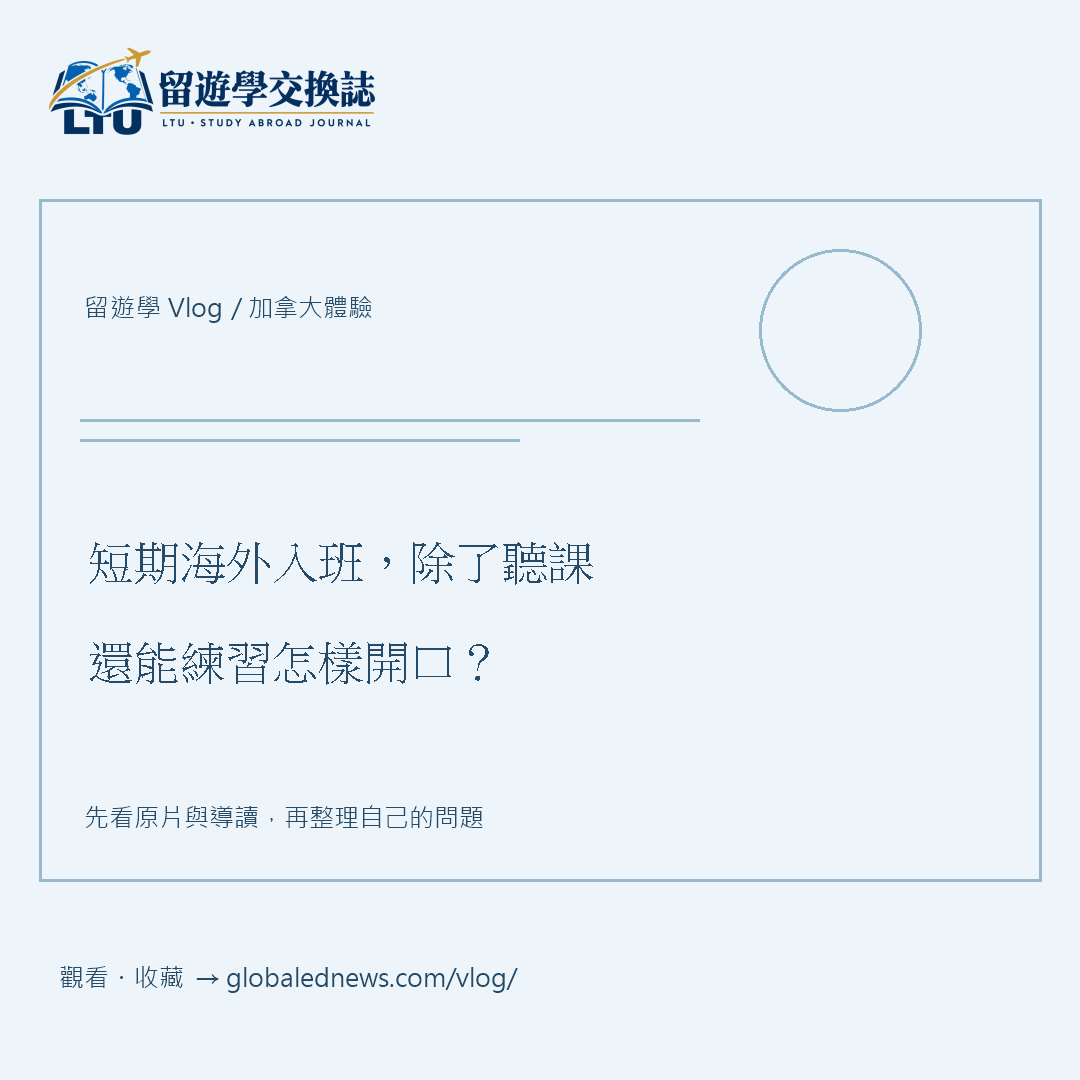 留遊學交換誌
LTU · STUDY ABROAD JOURNAL
LTU
留遊學 Vlog / 加拿大體驗
短期海外入班，除了聽課
還能練習怎樣開口？
先看原片與導讀，再整理自己的問題
觀看．收藏 → globalednews.com/vlog/